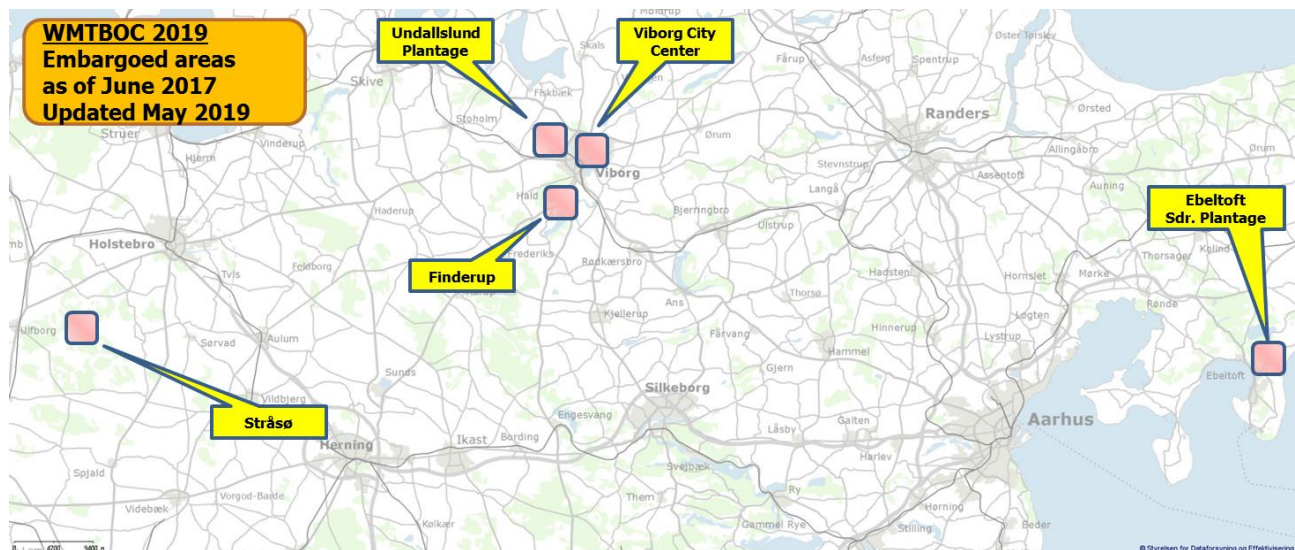 WMTBOC 2019
Embargoed areas
as of June 2017
Updated May 2019
Undallslund
Plantage
Viborg City
Center
Ebeltoft
Sdr. Plantage
Finderup
Stråsø
Skals
Fårup
Asferg
Spentrup
Øster Tørslev
Skive
Fiskbæk
Stoholm
Randers
Ørsted
Struer
Vinderup
Hjerm
Ørum
Allingåbro
Ørum
Viborg
Stevnstrup
Assentoft
Auning
Hald
Langå
Haderup
Bjerringbro
Ulstrup
Holstebro
Frederiks
Rødkærsbro
Feldborg
Tvis
Hadsten
Hornslet
Mørke
Thorsager
Kolind
Ans
Thorsø
Rønde
Løgten
Ulfborg
Kjellerup
Fårvang
Hinnerup
Lystrup
Sørvad
Aulum
Hammel
Sunds
Gjern
Ebeltoft
Silkeborg
Vildbjerg
Engesvang
Aarhus
Herning
Ikast
Bording
Låsby
Galten
Harlev
Spjald
Svejbæk
Ry
Videbæk
Vorgod-Barde
Them
Hørning
Kølkær
Gammel Rye
Stilling
Beder
© Styrelsen for Dataforsyning og Effektivisering